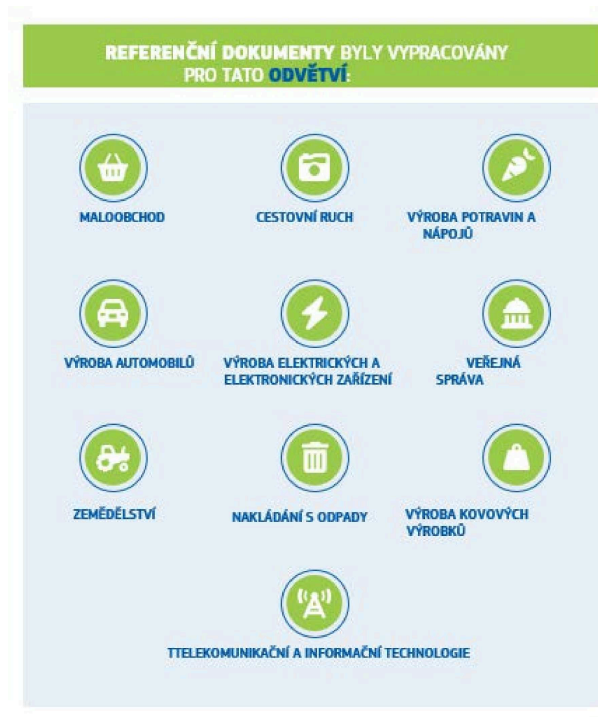 REFERENČNÍ DOKUMENTY BYLY VYPRACOVÁNY
PRO TATO ODVĚTVÍ:
MALOOBCHOD
CESTOVNÍ RUCH
VÝROBA POTRAVIN A
NÁPOJŮ
VÝROBA AUTOMOBILŮ
VÝROBA ELEKTRICKÝCH A
ELEKTRONICKÝCH ZAŘÍZENÍ
VEŘEJNÁ
SPRÁVA
ZEMĚDĚLSTVÍ
NAKLÁDÁNÍ S ODPADY
VÝROBA KOVOVÝCH
VÝROBKŮ
TTELEKOMUNIKAČNÍ A INFORMAČNÍ TECHNOLOGIE